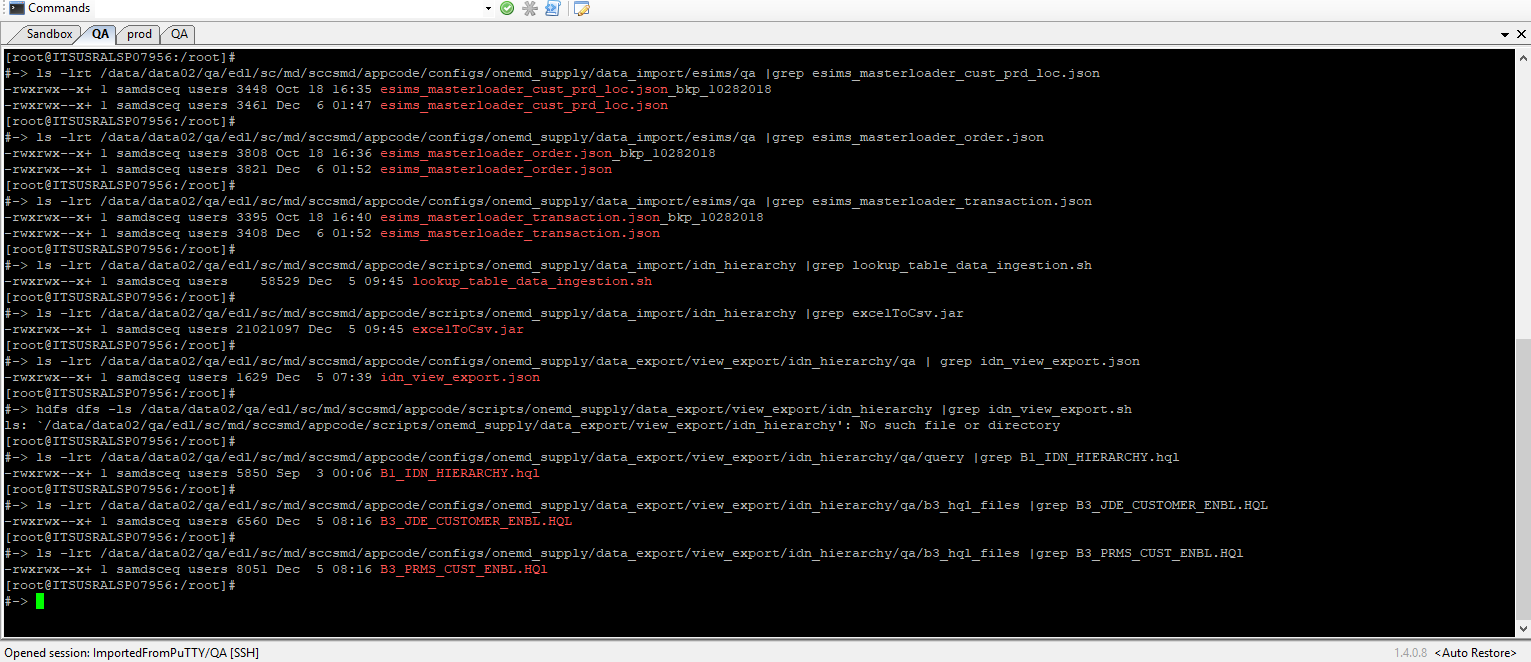 Commands
Sandbox QA prod QA
[root@ITSUSRALSP07956:/root]#
#-> ls -lrt /data/data02/qa/edl/sc/md/sccsmd/appcode/configs/onemd_supply/data_import/esims/qa |grep esims_masterloader_cust_prd_loc.json
-rwxrwx--x+ 1 samdsceq users 3448 Oct 18 16:35 esims_masterloader_cust_prd_loc.json_bkp_10282018
-rwxrwx--x+ 1 samdsceq users 3461 Dec  6 01:47 esims_masterloader_cust_prd_loc.json
[root@ITSUSRALSP07956:/root]#
#-> ls -lrt /data/data02/qa/edl/sc/md/sccsmd/appcode/configs/onemd_supply/data_import/esims/qa |grep esims_masterloader_order.json
-rwxrwx--x+ 1 samdsceq users 3808 Oct 18 16:36 esims_masterloader_order.json_bkp_10282018
-rwxrwx--x+ 1 samdsceq users 3821 Dec  6 01:52 esims_masterloader_order.json
[root@ITSUSRALSP07956:/root]#
#-> ls -lrt /data/data02/qa/edl/sc/md/sccsmd/appcode/configs/onemd_supply/data_import/esims/qa |grep esims_masterloader_transaction.json
-rwxrwx--x+ 1 samdsceq users 3395 Oct 18 16:40 esims_masterloader_transaction.json_bkp_10282018
-rwxrwx--x+ 1 samdsceq users 3408 Dec  6 01:52 esims_masterloader_transaction.json
[root@ITSUSRALSP07956:/root]#
#-> ls -lrt /data/data02/qa/edl/sc/md/sccsmd/appcode/scripts/onemd_supply/data_import/idn_hierarchy |grep lookup_table_data_ingestion.sh
-rwxrwx--x+ 1 samdsceq users    58529 Dec  5 09:45 lookup_table_data_ingestion.sh
[root@ITSUSRALSP07956:/root]#
#-> ls -lrt /data/data02/qa/edl/sc/md/sccsmd/appcode/scripts/onemd_supply/data_import/idn_hierarchy |grep excelToCsv.jar
-rwxrwx--x+ 1 samdsceq users 21021097 Dec  5 09:45 excelToCsv.jar
[root@ITSUSRALSP07956:/root]#
#-> ls -lrt /data/data02/qa/edl/sc/md/sccsmd/appcode/configs/onemd_supply/data_export/view_export/idn_hierarchy/qa | grep idn_view_export.json
-rwxrwx--x+ 1 samdsceq users 1629 Dec  5 07:39 idn_view_export.json
[root@ITSUSRALSP07956:/root]#
#-> hdfs dfs -ls /data/data02/qa/edl/sc/md/sccsmd/appcode/scripts/onemd_supply/data_export/view_export/idn_hierarchy |grep idn_view_export.sh
ls: `/data/data02/qa/edl/sc/md/sccsmd/appcode/scripts/onemd_supply/data_export/view_export/idn_hierarchy': No such file or directory
[root@ITSUSRALSP07956:/root]#
#-> ls -lrt /data/data02/qa/edl/sc/md/sccsmd/appcode/configs/onemd_supply/data_export/view_export/idn_hierarchy/qa/query |grep B1_IDN_HIERARCHY.hql
-rwxrwx--x+ 1 samdsceq users 5850 Sep  3 00:06 B1_IDN_HIERARCHY.hql
[root@ITSUSRALSP07956:/root]#
#-> ls -lrt /data/data02/qa/edl/sc/md/sccsmd/appcode/configs/onemd_supply/data_export/view_export/idn_hierarchy/qa/b3_hql_files |grep B3_JDE_CUSTOMER_ENBL.HQL
-rwxrwx--x+ 1 samdsceq users 6560 Dec  5 08:16 B3_JDE_CUSTOMER_ENBL.HQL
[root@ITSUSRALSP07956:/root]#
#-> ls -lrt /data/data02/qa/edl/sc/md/sccsmd/appcode/configs/onemd_supply/data_export/view_export/idn_hierarchy/qa/b3_hql_files |grep B3_PRMS_CUST_ENBL.HQl
-rwxrwx--x+ 1 samdsceq users 8051 Dec  5 08:16 B3_PRMS_CUST_ENBL.HQl
[root@ITSUSRALSP07956:/root]#
#->
Opened session: ImportedFromPuTTY/QA [SSH] 1.4.0.8 <Auto Restore>